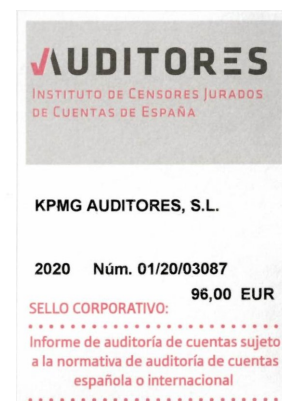 AUDITORES
INSTITUTO DE CENSORES JURADOS
DE CUENTAS DE ESPAÑA
KPMG AUDITORES, S.L.
2020 Núm. 01/20/03087
96,00 EUR
SELLO CORPORATIVO:
Informe de auditoría de cuentas sujeto
a la normativa de auditoría de cuentas
española o internacional